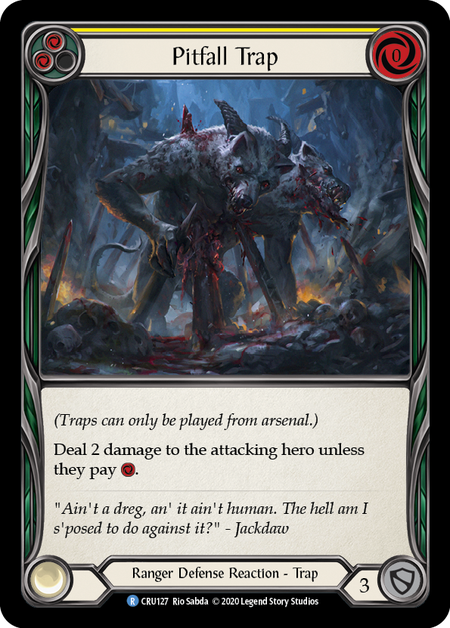 Pitfall Trap
0
(Traps can only be played from arsenal.)
Deal 2 damage to the attacking hero unless
they pay .
"Ain't a dreg, an' it ain't human. The hell am I
s'posed to do against it?" - Jackdaw
Ranger Defense Reaction - Trap
3
R CRU127 Rio Sabda © 2020 Legend Story Studios